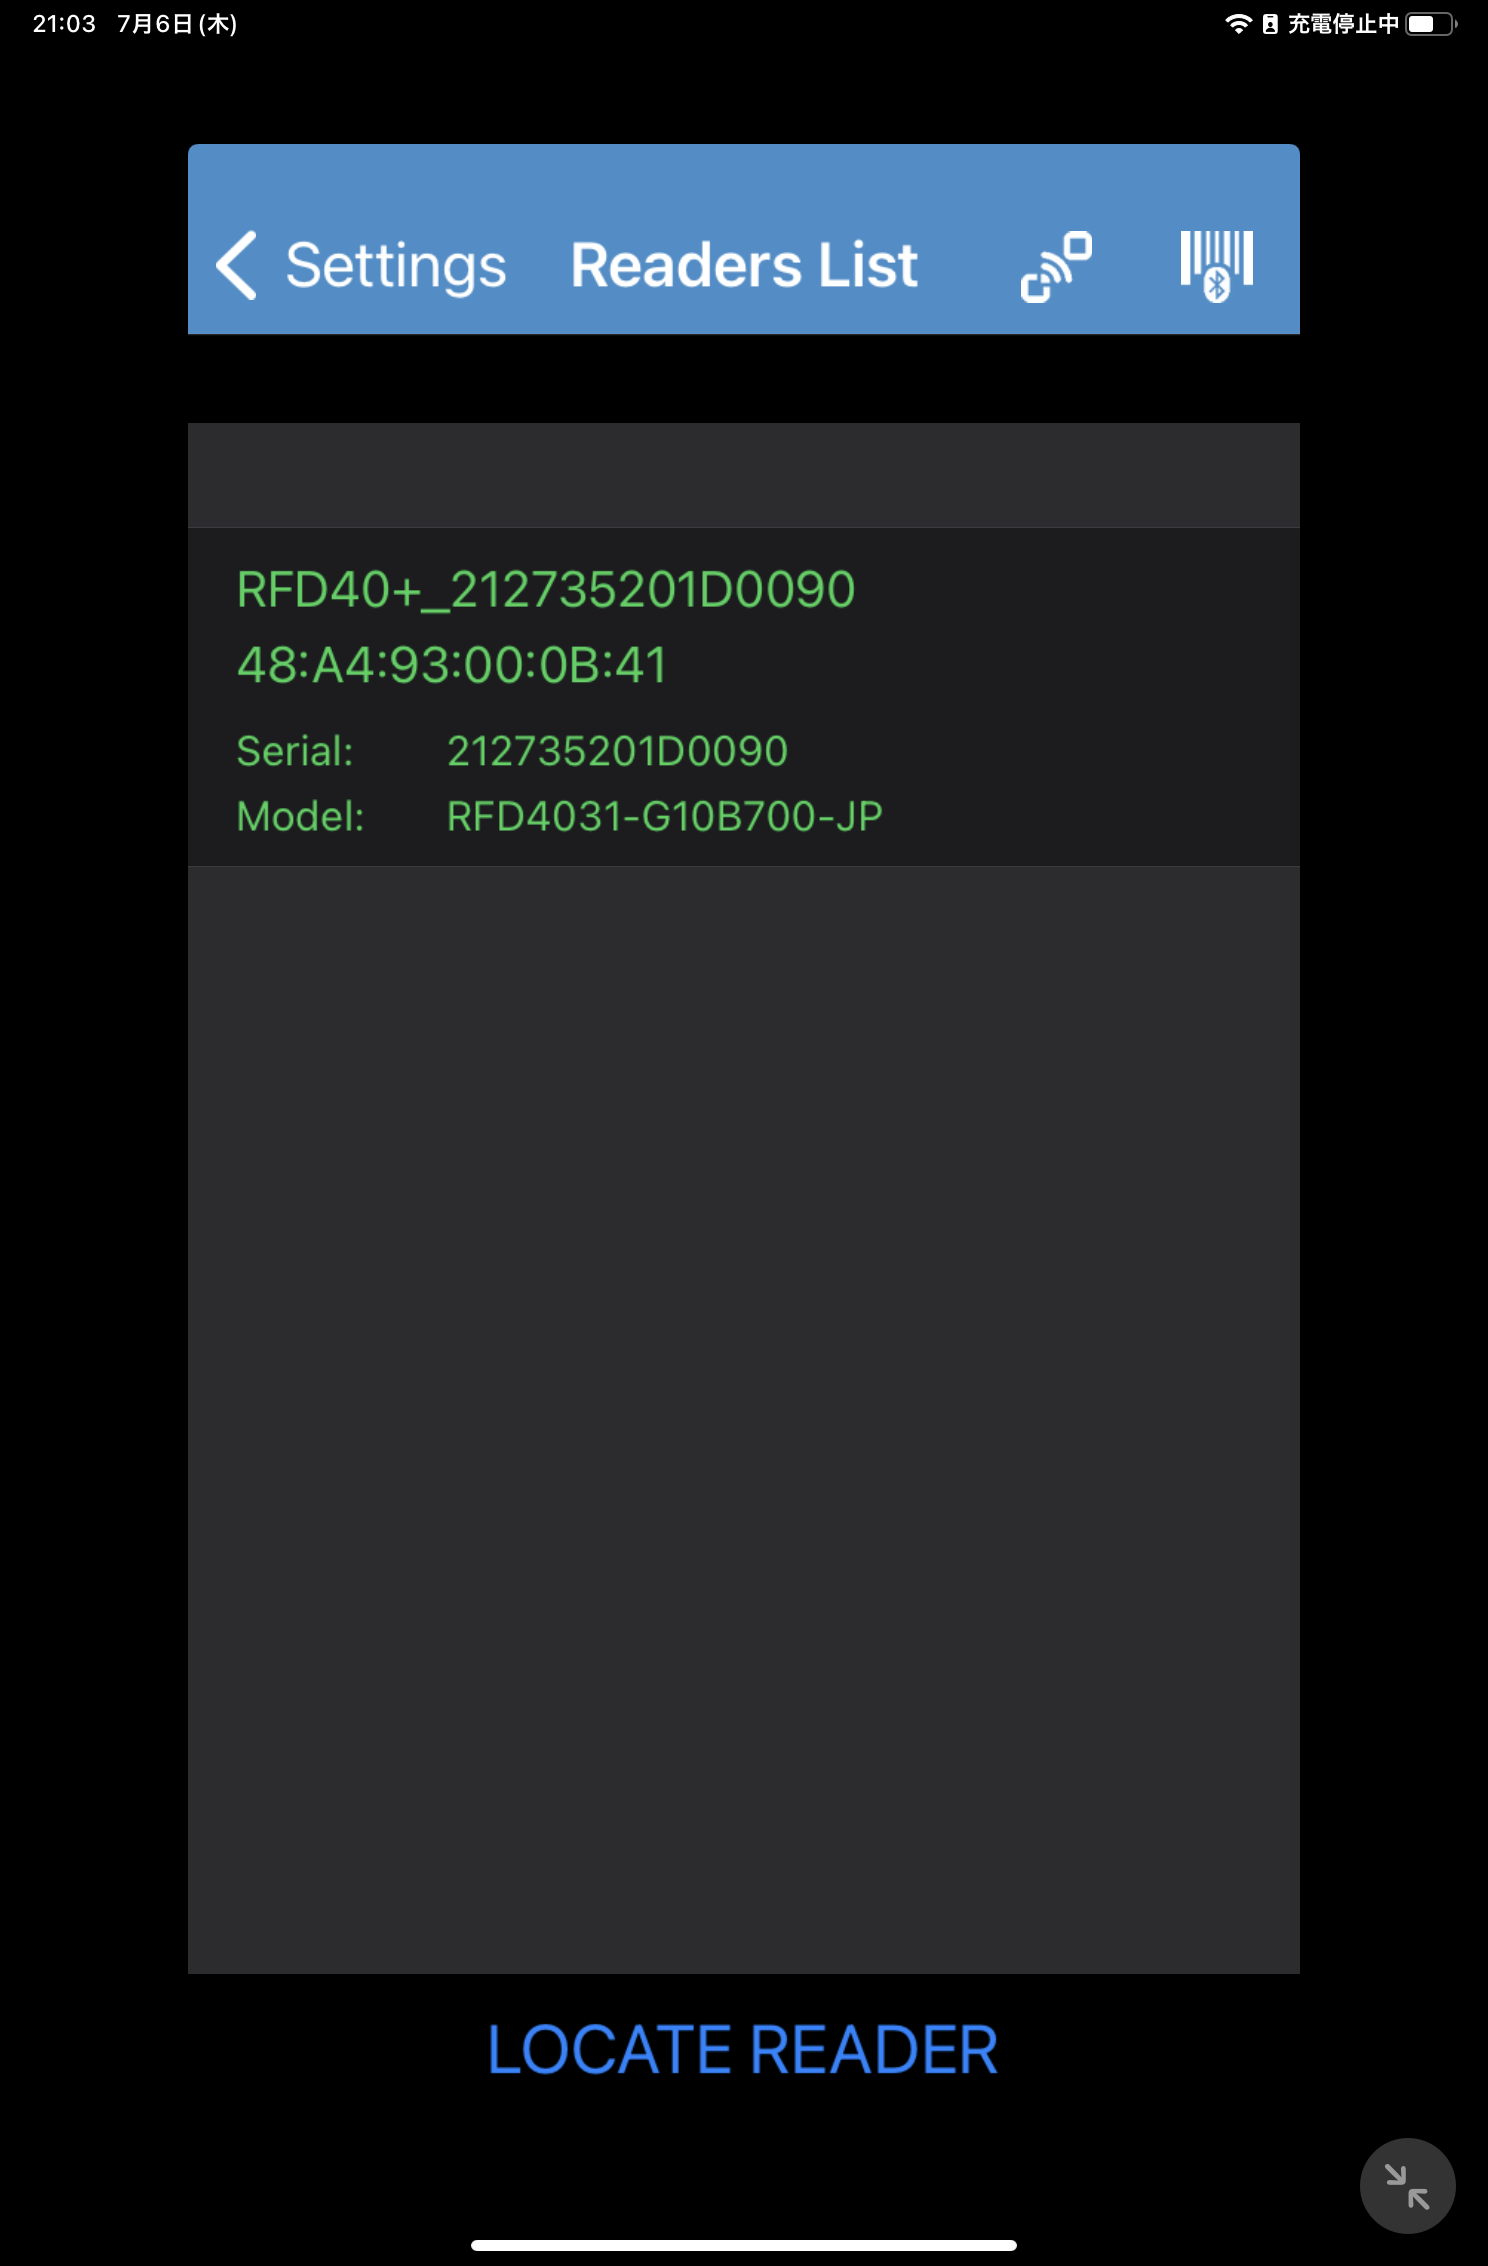 21:03 7月6日(木) 充電停止中
Settings Readers List
RFD40+_212735201D0090
48:A4:93:00:0B:41
Serial: 212735201D0090
Model: RFD4031-G10B700-JP
LOCATE READER